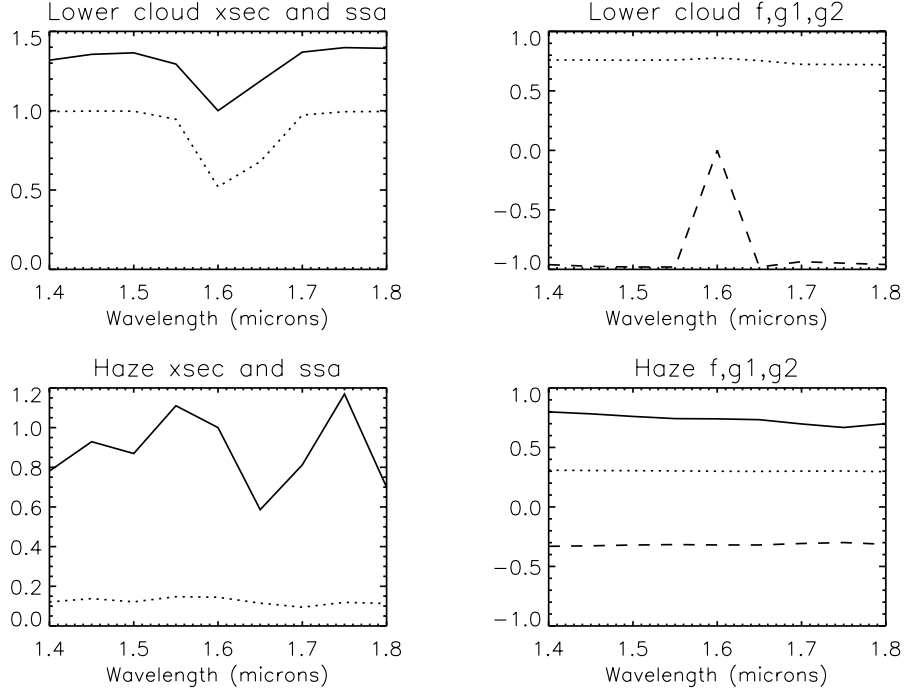 Lower cloud xsec and ssa
1.5
1.0
0.5
0.0
1.4 1.5 1.6 1.7 1.8
Wavelength (microns)
Lower cloud f,g1,g2
1.0
0.5
0.0
−0.5
−1.0
1.4 1.5 1.6 1.7 1.8
Wavelength (microns)
Haze xsec and ssa
1.2
1.0
0.8
0.6
0.4
0.2
0.0
1.4 1.5 1.6 1.7 1.8
Wavelength (microns)
Haze f,g1,g2
1.0
0.5
0.0
−0.5
−1.0
1.4 1.5 1.6 1.7 1.8
Wavelength (microns)